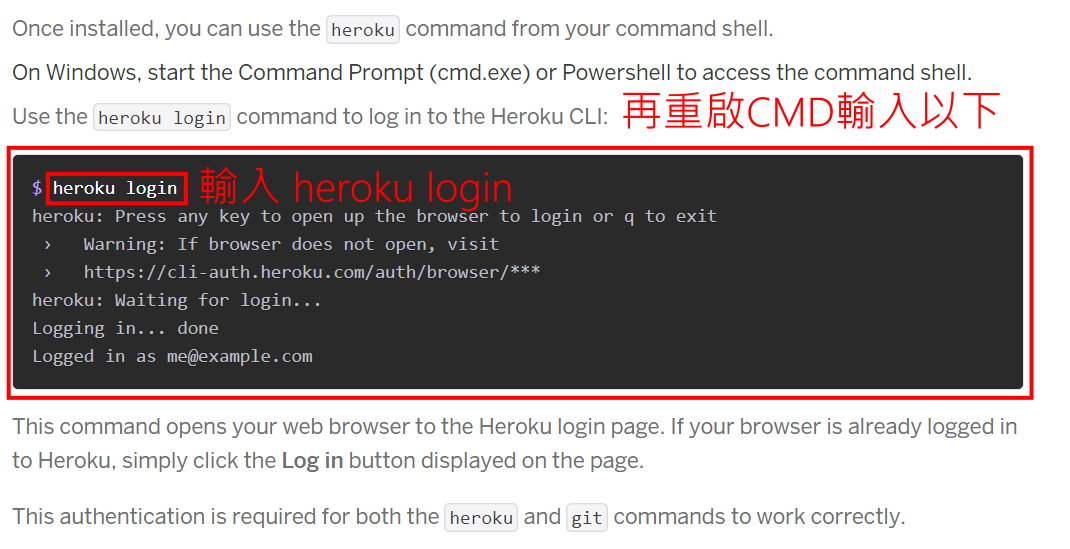 Once installed, you can use the heroku command from your command shell.
On Windows, start the Command Prompt (cmd.exe) or Powershell to access the command shell.
Use the heroku login command to log in to the Heroku CLI: 再重啟CMD輸入以下
$ heroku login 輸入 heroku login
heroku: Press any key to open up the browser to login or q to exit
› Warning: If browser does not open, visit
› https://cli-auth.heroku.com/auth/browser/***
heroku: Waiting for login...
Logging in... done
Logged in as me@example.com
This command opens your web browser to the Heroku login page. If your browser is already logged in
to Heroku, simply click the Log in button displayed on the page.
This authentication is required for both the heroku and git commands to work correctly.